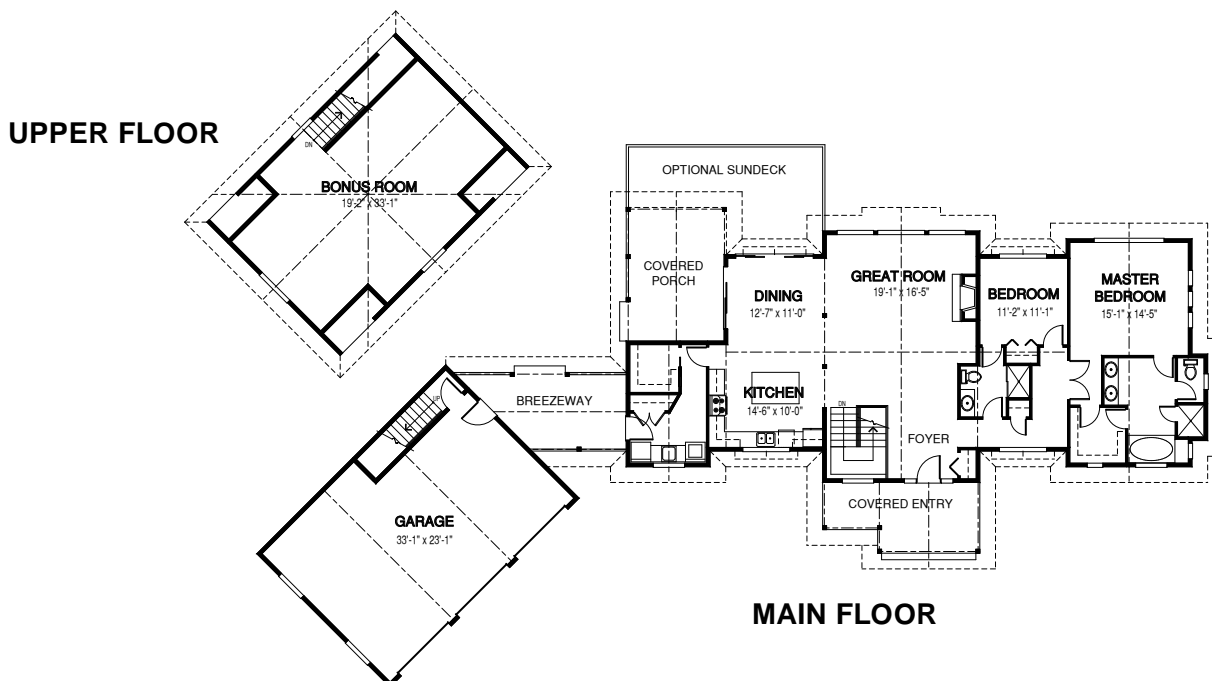 UPPER FLOOR
DN
BONUS ROOM
19'-2" x 33'-1"
OPTIONAL SUNDECK
COVERED
PORCH
DINING
12'-7" x 11'-0"
GREAT ROOM
19'-1" x 16'-5"
BEDROOM
11'-2" x 11'-1"
MASTER
BEDROOM
15'-1" x 14'-5"
BREEZEWAY
KITCHEN
14'-6" x 10'-0"
DN
FOYER
UP
COVERED ENTRY
GARAGE
33'-1" x 23'-1"
MAIN FLOOR